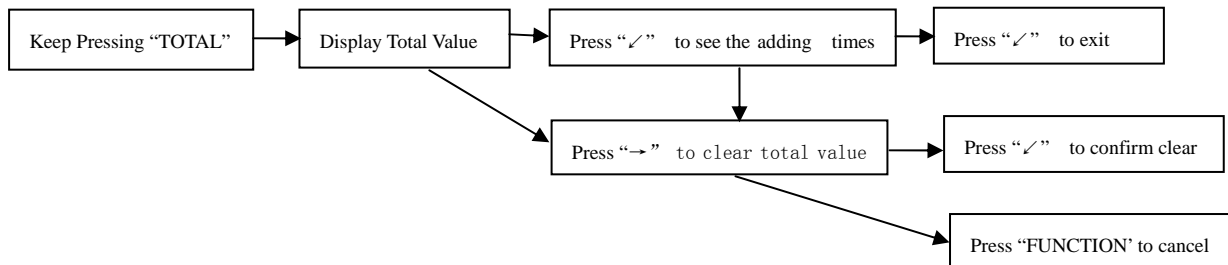 Keep Pressing “TOTAL”
Display Total Value
Press “↙” to see the adding times
Press “↙” to exit
Press “→” to clear total value
Press “↙” to confirm clear
Press “FUNCTION’ to cancel